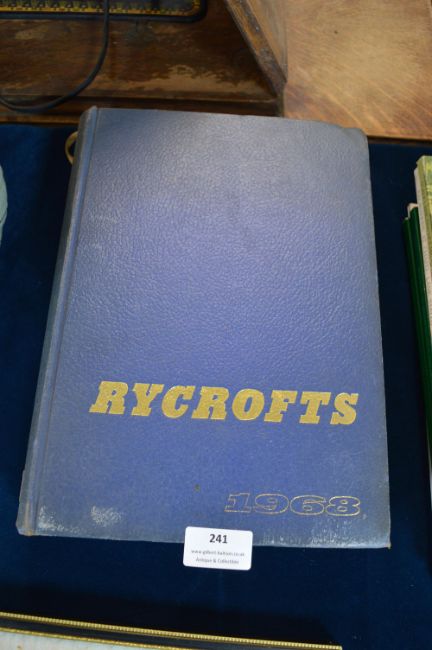 RYCROFTS
1968
241
www.gilbert-baitson.co.uk
Antique & Collectible